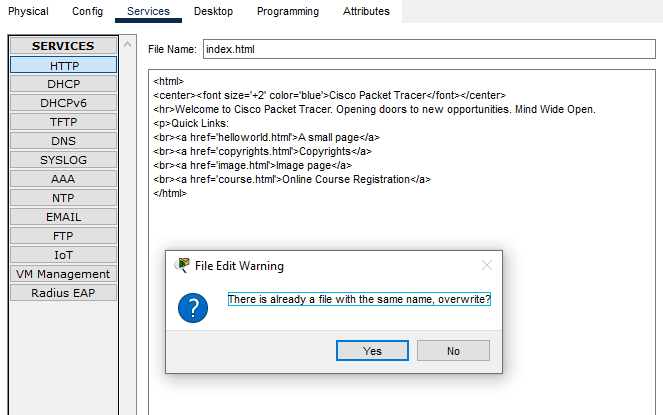 Physical Config Services Desktop Programming Attributes
SERVICES
HTTP
DHCP
DHCPv6
TFTP
DNS
SYSLOG
AAA
NTP
EMAIL
FTP
IoT
VM Management
Radius EAP
File Name: index.html
<html>
<center><font size='+2' color='blue'>Cisco Packet Tracer</font></center>
<hr>Welcome to Cisco Packet Tracer. Opening doors to new opportunities. Mind Wide Open.
<p>Quick Links:
<br><a href='helloworld.html'>A small page</a>
<br><a href='copyrights.html'>Copyrights</a>
<br><a href='image.html'>Image page</a>
<br><a href='course.html'>Online Course Registration</a>
</html>
File Edit Warning
There is already a file with the same name, overwrite?
Yes No